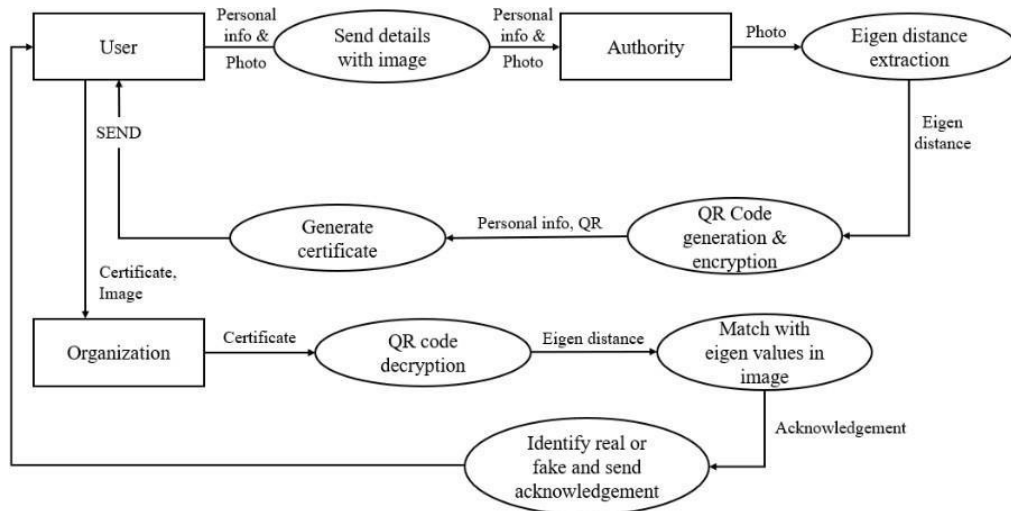 User
Personal
info &
Photo
Send details
with image
Personal
info &
Photo
Authority
Photo
Eigen distance
extraction
SEND
Eigen
distance
Generate
certificate
Personal info, QR
QR Code
generation &
encryption
Certificate,
Image
Organization
Certificate
QR code
decryption
Eigen distance
Match with
eigen values in
image
Acknowledgement
Identify real or
fake and send
acknowledgement